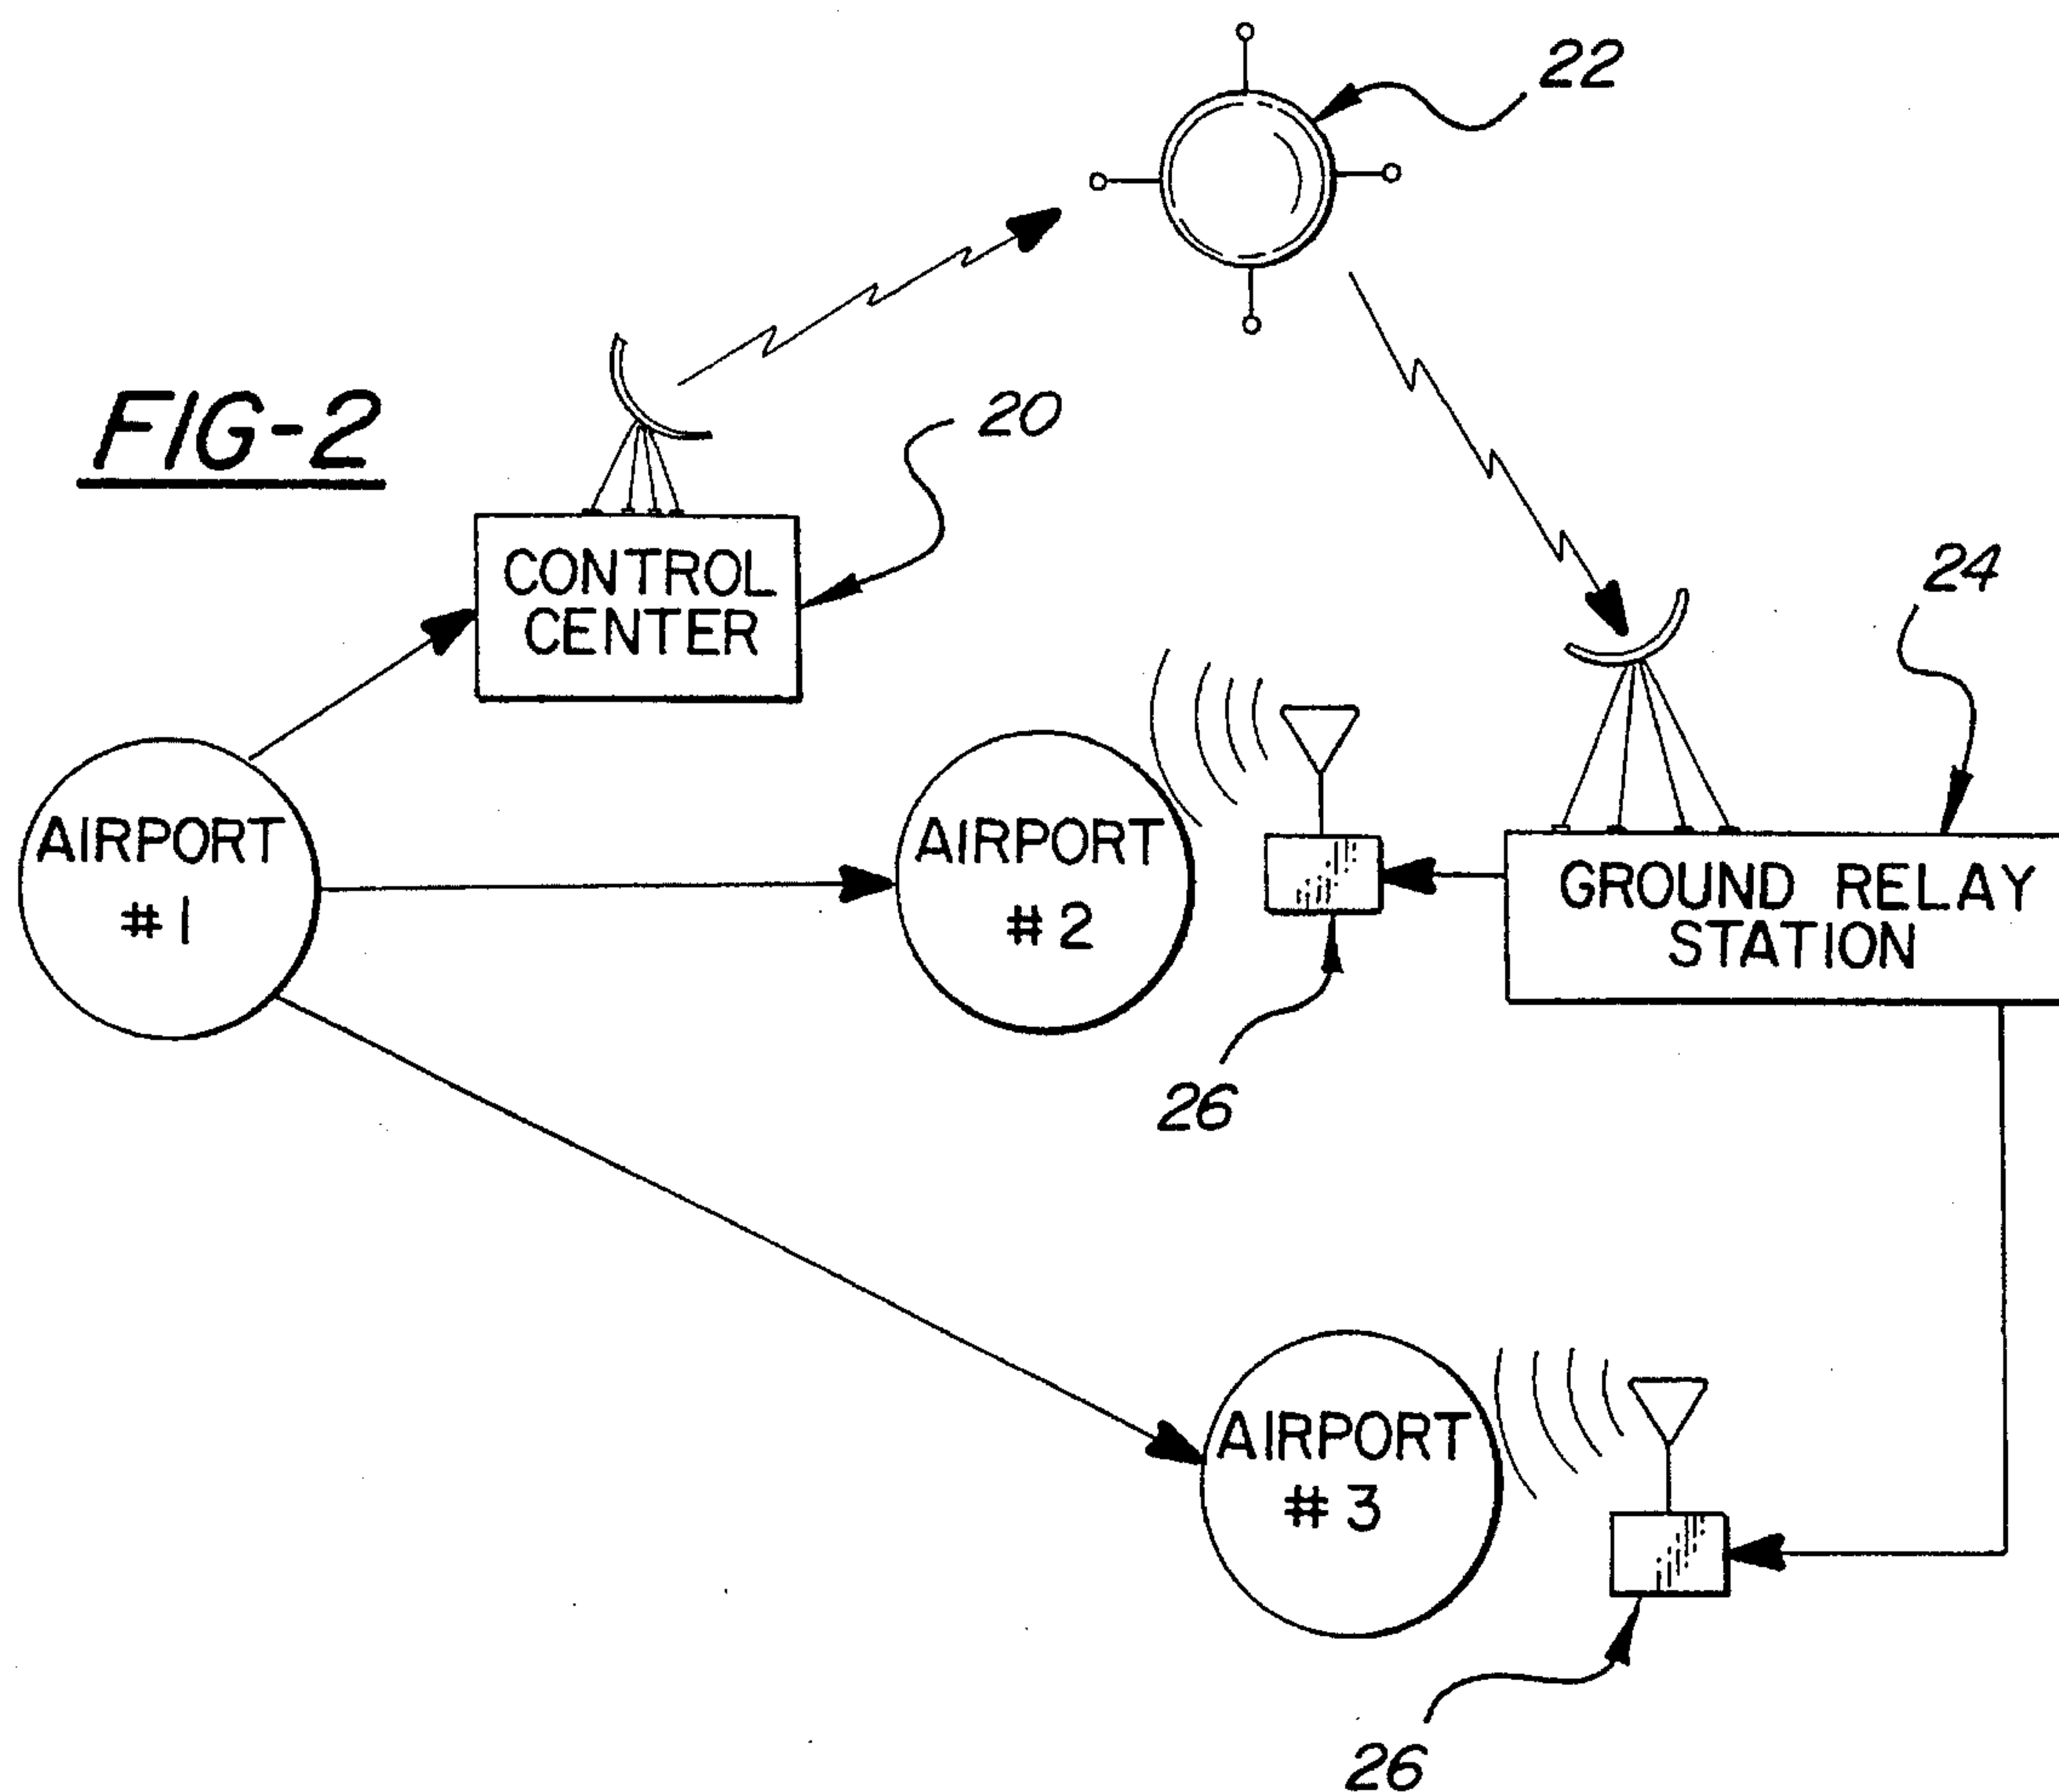 22
FIG-2
20
CONTROL
CENTER
24
AIRPORT
#1
AIRPORT
#2
GROUND RELAY
STATION
26
AIRPORT
#3
26